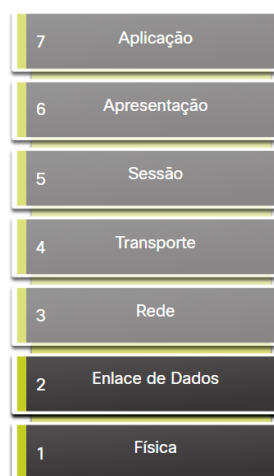 7 Aplicação
6 Apresentação
5 Sessão
4 Transporte
3 Rede
2 Enlace de Dados
1 Física